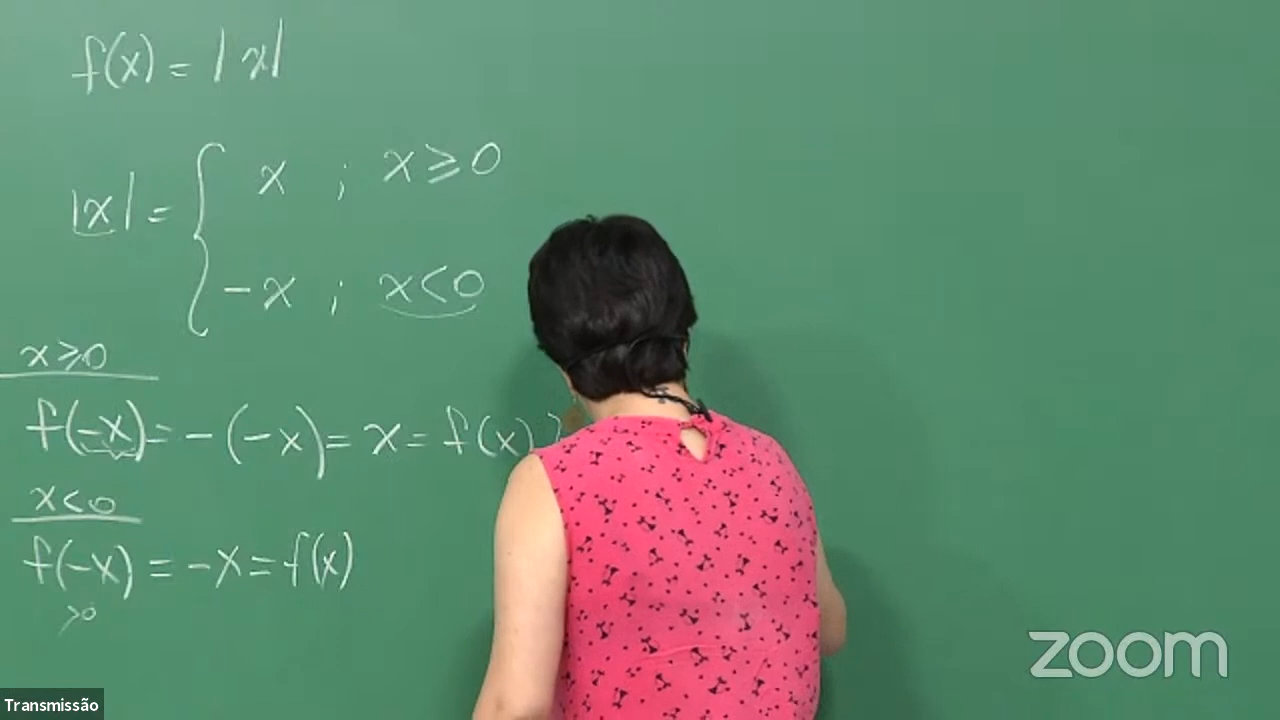 f(x) = |x|
|x| = { x ; x ≥ 0
-x ; x < 0
x ≥ 0
f(-x) = -(-x) = x = f(x)
x < 0
f(-x) = -x = f(x)
>0
zoom
Transmissão